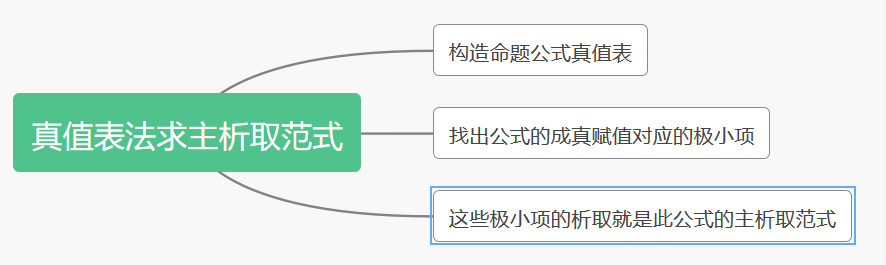 构造命题公式真值表
真值表法求主析取范式
找出公式的成真赋值对应的极小项
这些极小项的析取就是此公式的主析取范式